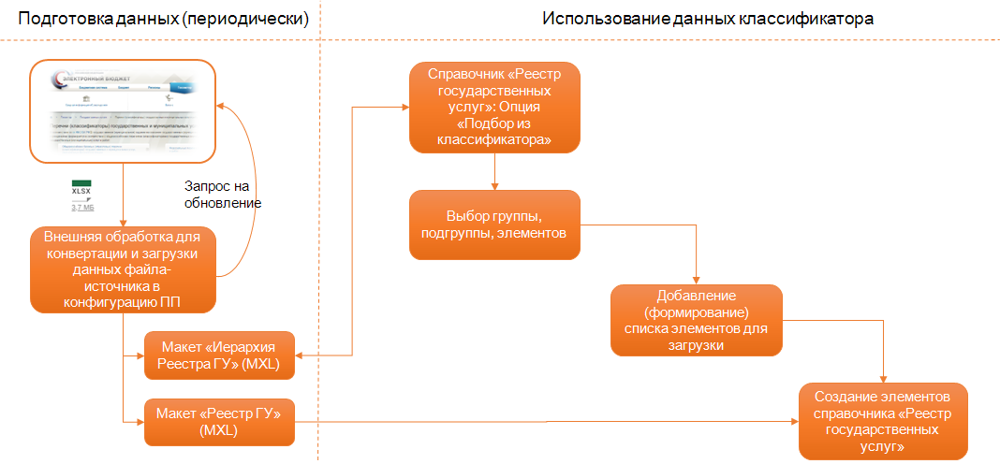 Подготовка данных (периодически)
Использование данных классификатора
ЭЛЕКТРОННЫЙ БЮДЖЕТ
XLSX
3,7 МБ
Запрос на
обновление
Внешняя обработка для
конвертации и загрузки
данных файла-
источника в
конфигурацию ПП
Макет «Иерархия
Реестра ГУ» (MXL)
Макет «Реестр ГУ»
(MXL)
Справочник «Реестр
государственных
услуг»: Опция
«Подбор из
классификатора»
Выбор группы,
подгруппы, элементов
Добавление
(формирование)
списка элементов для
загрузки
Создание элементов
справочника «Реестр
государственных
услуг»